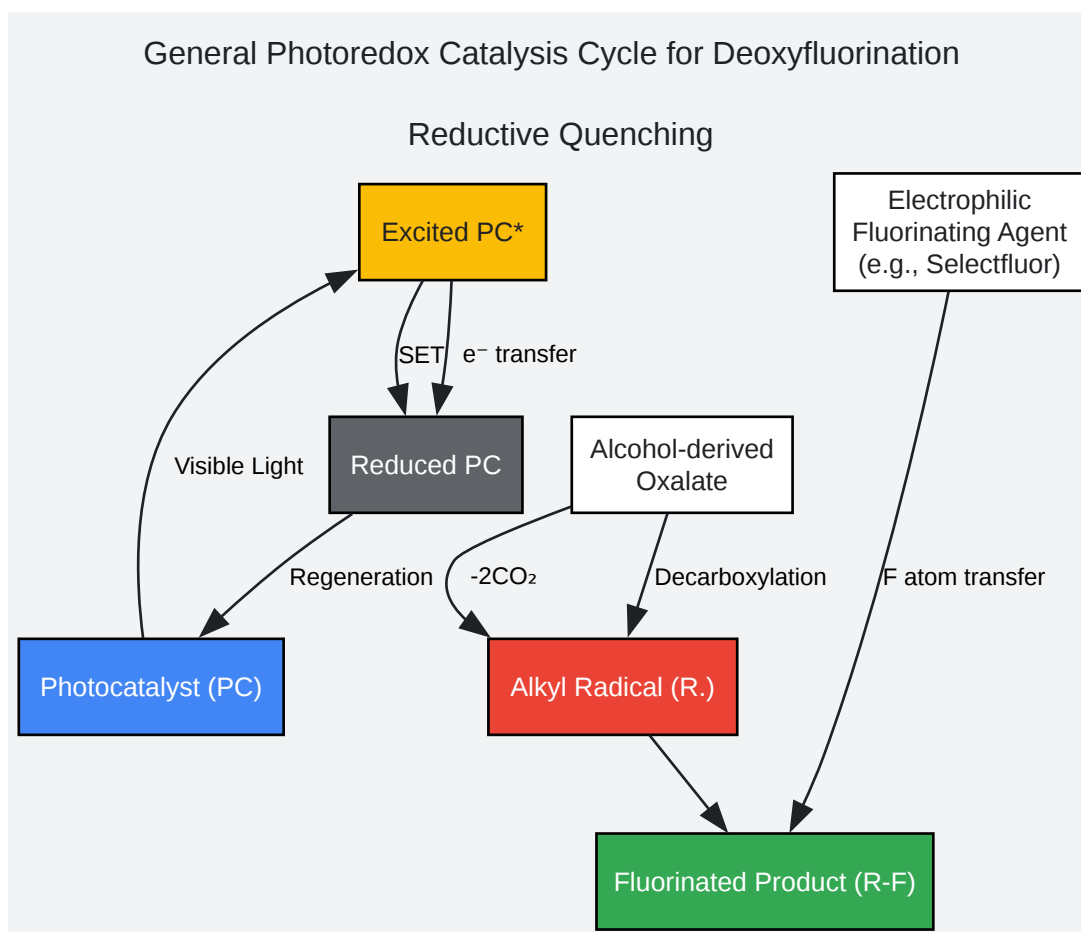 General Photoredox Catalysis Cycle for Deoxyfluorination
Reductive Quenching
Excited PC*
Electrophilic
Fluorinating Agent
(e.g., Selectfluor)
SET
e⁻ transfer
Visible Light
Reduced PC
Alcohol-derived
Oxalate
Regeneration
-2CO₂
Decarboxylation
F atom transfer
Photocatalyst (PC)
Alkyl Radical (R.)
Fluorinated Product (R-F)